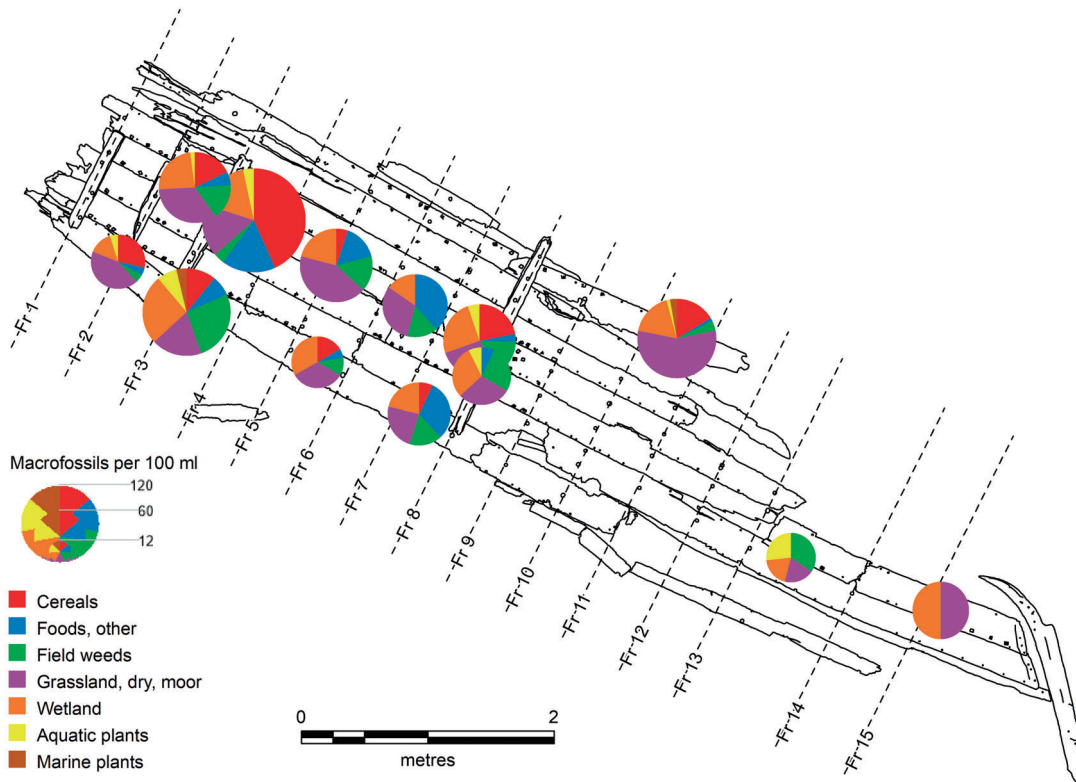 Fr 1
Fr 2
Fr 3
Fr 4
Fr 5
Fr 6
Fr 7
Fr 8
Fr 9
Fr 10
Fr 11
Fr 12
Fr 13
Fr 14
Fr 15
Macrofossils per 100 ml
120
60
12
Cereals
Foods, other
Field weeds
Grassland, dry, moor
Wetland
Aquatic plants
Marine plants
0 2
metres